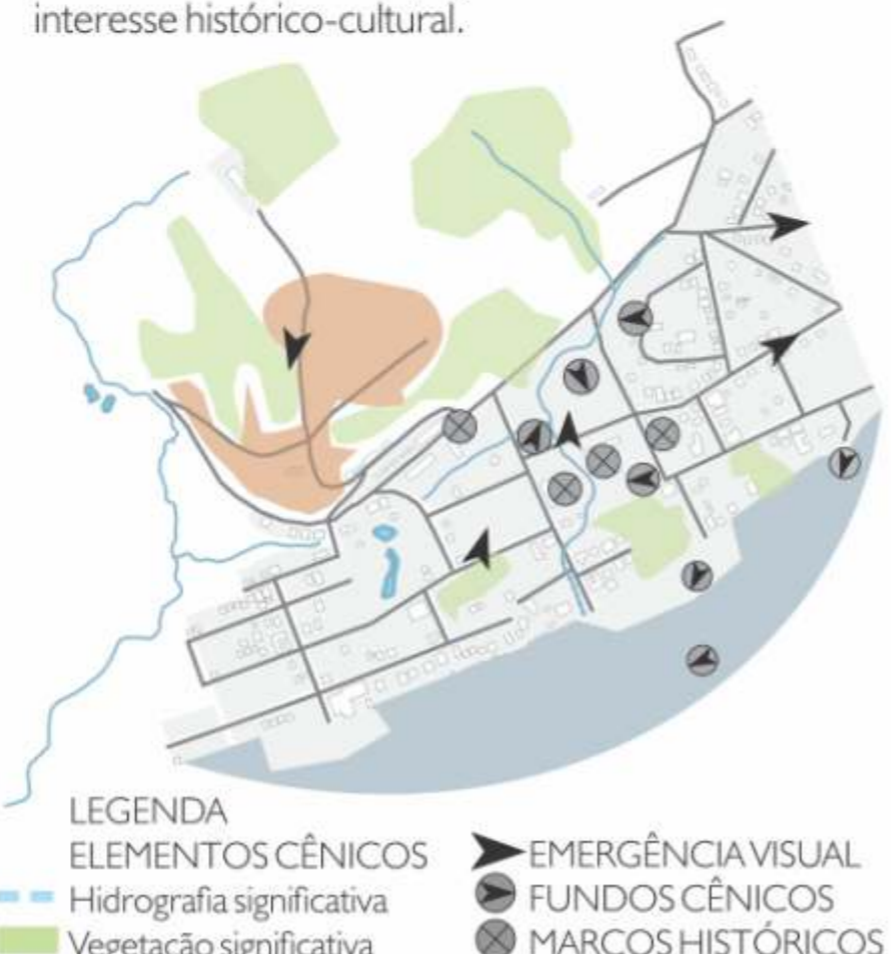 interesse histórico-cultural.
LEGENDA
ELEMENTOS CÊNICOS
Hidrografia significativa
Vegetação significativa
EMERGÊNCIA VISUAL
FUNDOS CÊNICOS
MARCOS HISTÓRICOS